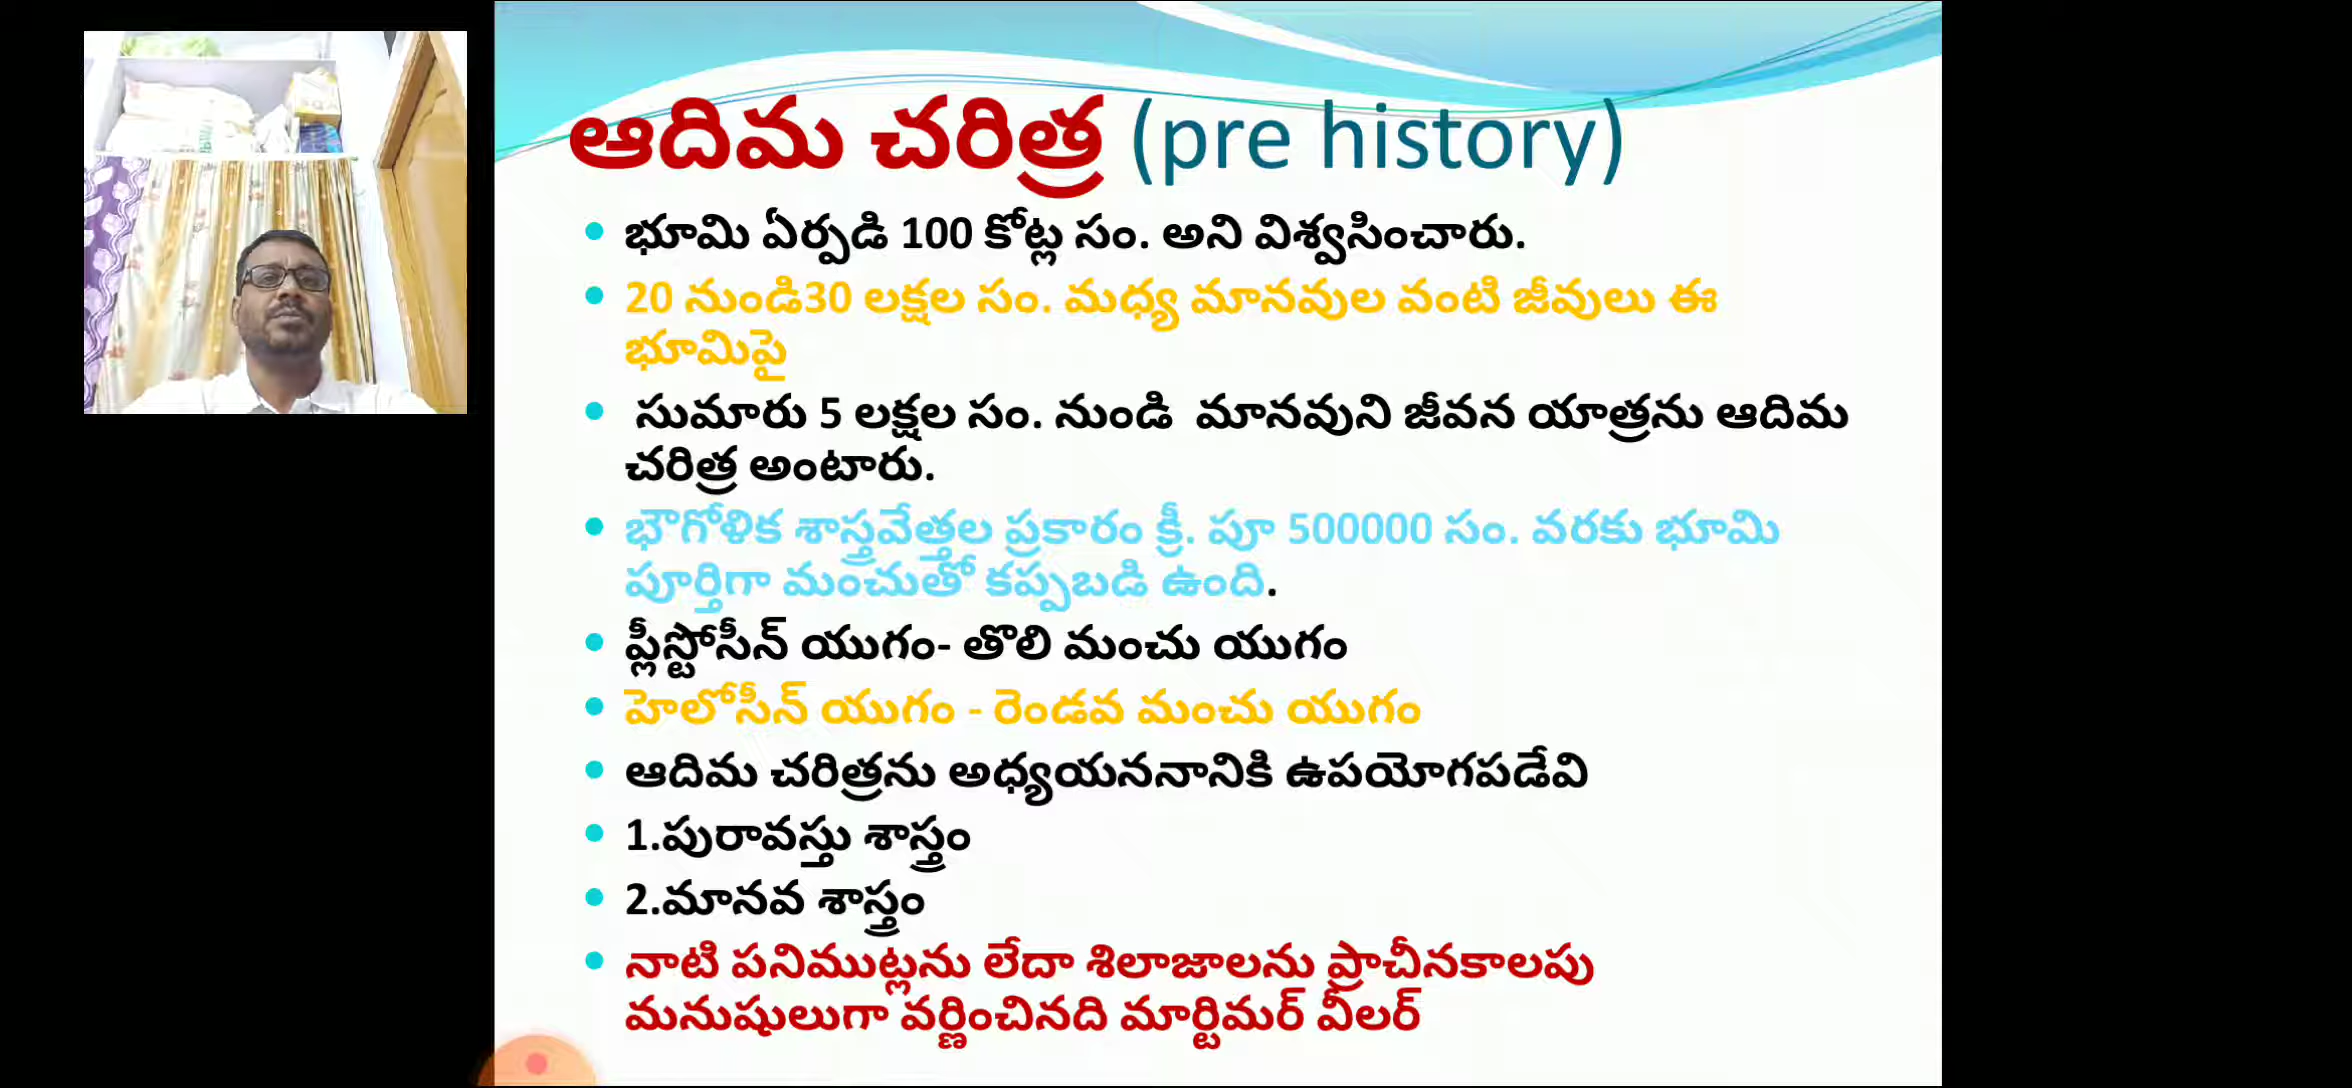 ఆదిమ చరిత్ర (pre history)
భూమి ఏర్పడి 100 కోట్ల సం. అని విశ్వసించారు.
20 నుండి30 లక్షల సం. మధ్య మానవుల వంటి జీవులు ఈ
భూమిపై
సుమారు 5 లక్షల సం. నుండి మానవుని జీవన యాత్రను ఆదిమ
చరిత్ర అంటారు.
భౌగోళిక శాస్త్రవేత్తల ప్రకారం క్రీ. పూ 500000 సం. వరకు భూమి
పూర్తిగా మంచుతో కప్పబడి ఉంది.
ప్లీస్టోసీన్ యుగం- తొలి మంచు యుగం
హెలోసీన్ యుగం - రెండవ మంచు యుగం
ఆదిమ చరిత్రను అధ్యయననానికి ఉపయోగపడేవి
1.పురావస్తు శాస్త్రం
2.మానవ శాస్త్రం
నాటి పనిముట్లను లేదా శిలాజాలను ప్రాచీనకాలపు
మనుషులుగా వర్ణించినది మార్టిమర్ వీలర్